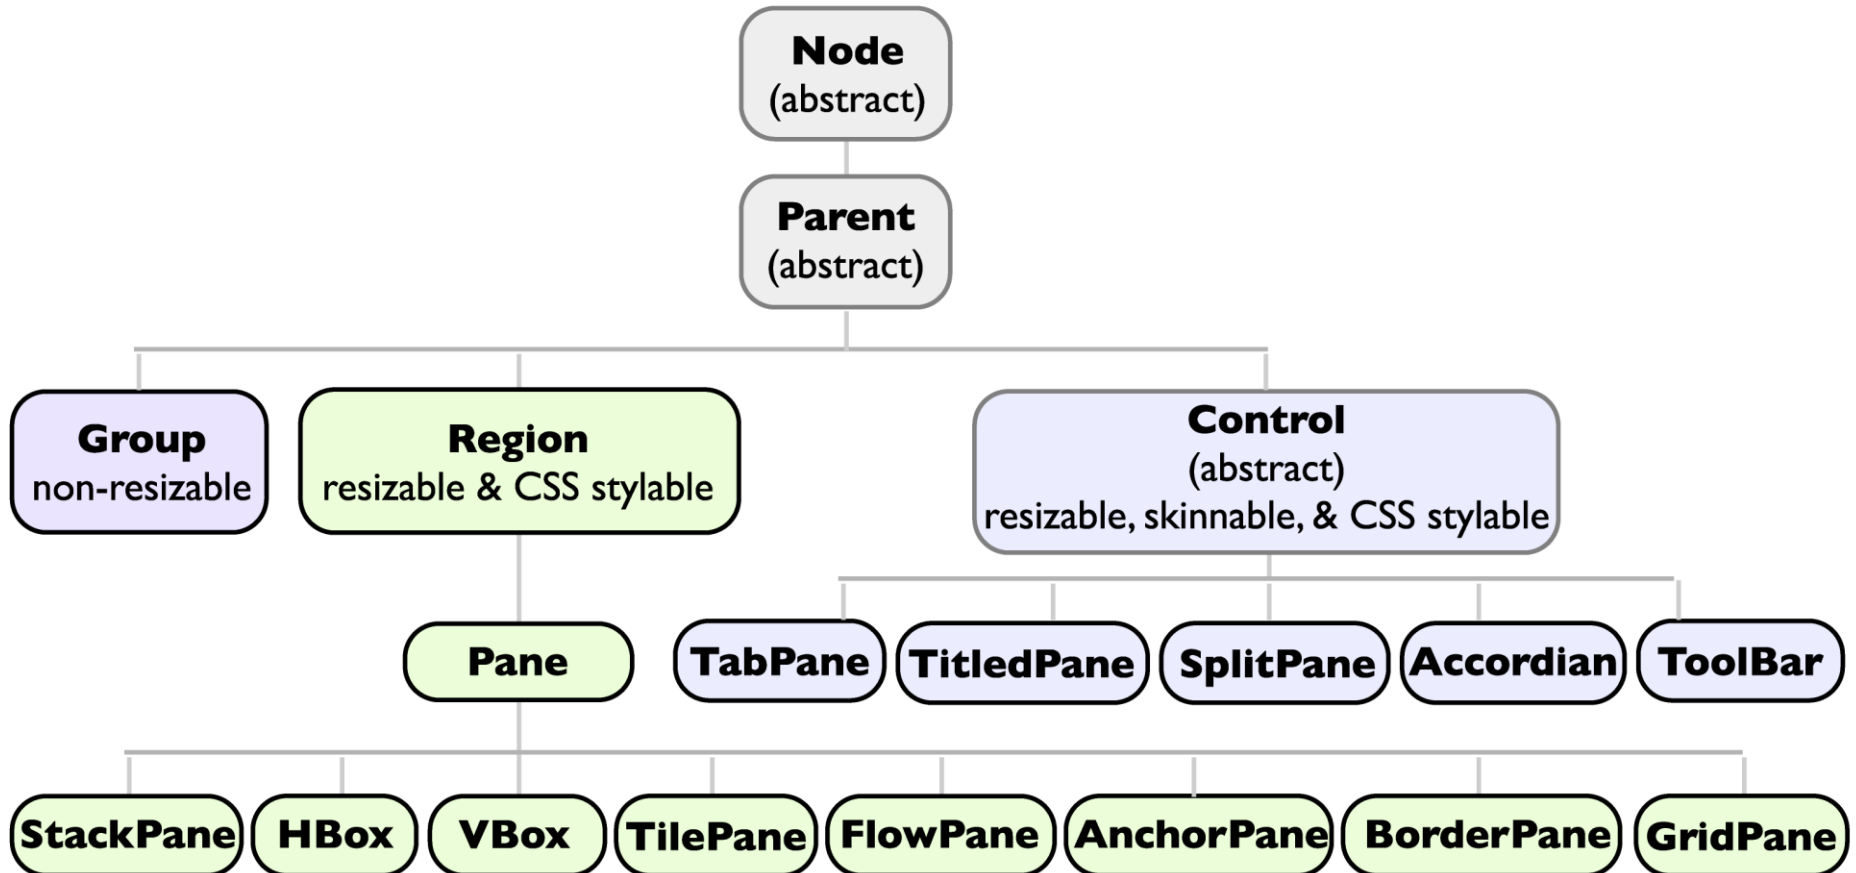 Node
(abstract)
Parent
(abstract)
Group
non-resizable
Region
resizable & CSS stylable
Control
(abstract)
resizable, skinnable, & CSS stylable
Pane
TabPane
TitledPane
SplitPane
Accordian
ToolBar
StackPane
HBox
VBox
TilePane
FlowPane
AnchorPane
BorderPane
GridPane